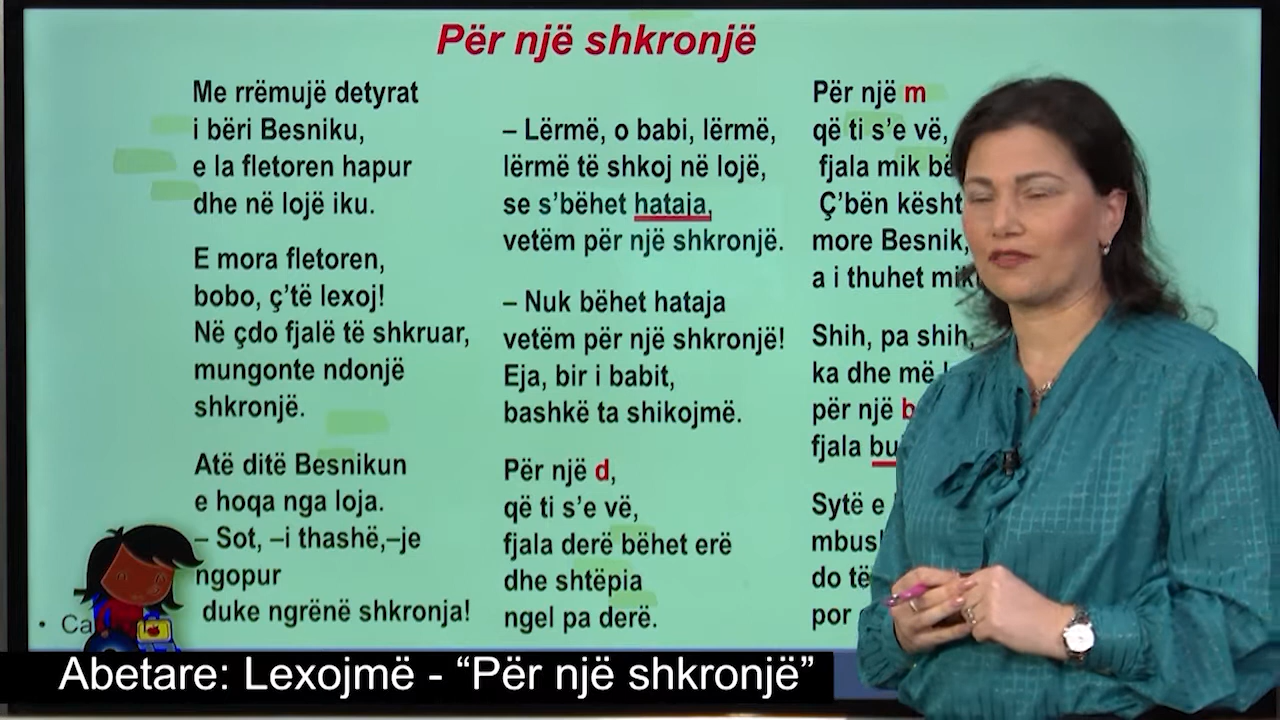 Për një shkronjë
Me rrëmujë detyrat
i bëri Besniku,
e la fletoren hapur
dhe në lojë iku.
E mora fletoren,
bobo, ç’të lexoj!
Në çdo fjalë të shkruar,
mungonte ndonjë
shkronjë.
Atë ditë Besnikun
e hoqa nga loja.
– Sot, –i thashë,–je
ngopur
duke ngrënë shkronja!
– Lërmë, o babi, lërmë,
lërmë të shkoj në lojë,
se s’bëhet hataja,
vetëm për një shkronjë.
– Nuk bëhet hataja
vetëm për një shkronjë!
Eja, bir i babit,
bashkë ta shikojmë.
Për një d,
që ti s’e vë,
fjala derë bëhet erë
dhe shtëpia
ngel pa derë.
Për një m
që ti s’e vë,
fjala mik
Ç’bën
more Besnik,
a i thuhet
Shih, pa shih,
ka dhe më
për një b
fjala
Sytë e
do të
por
Abetare: Lexojmë - “Për një shkronjë”